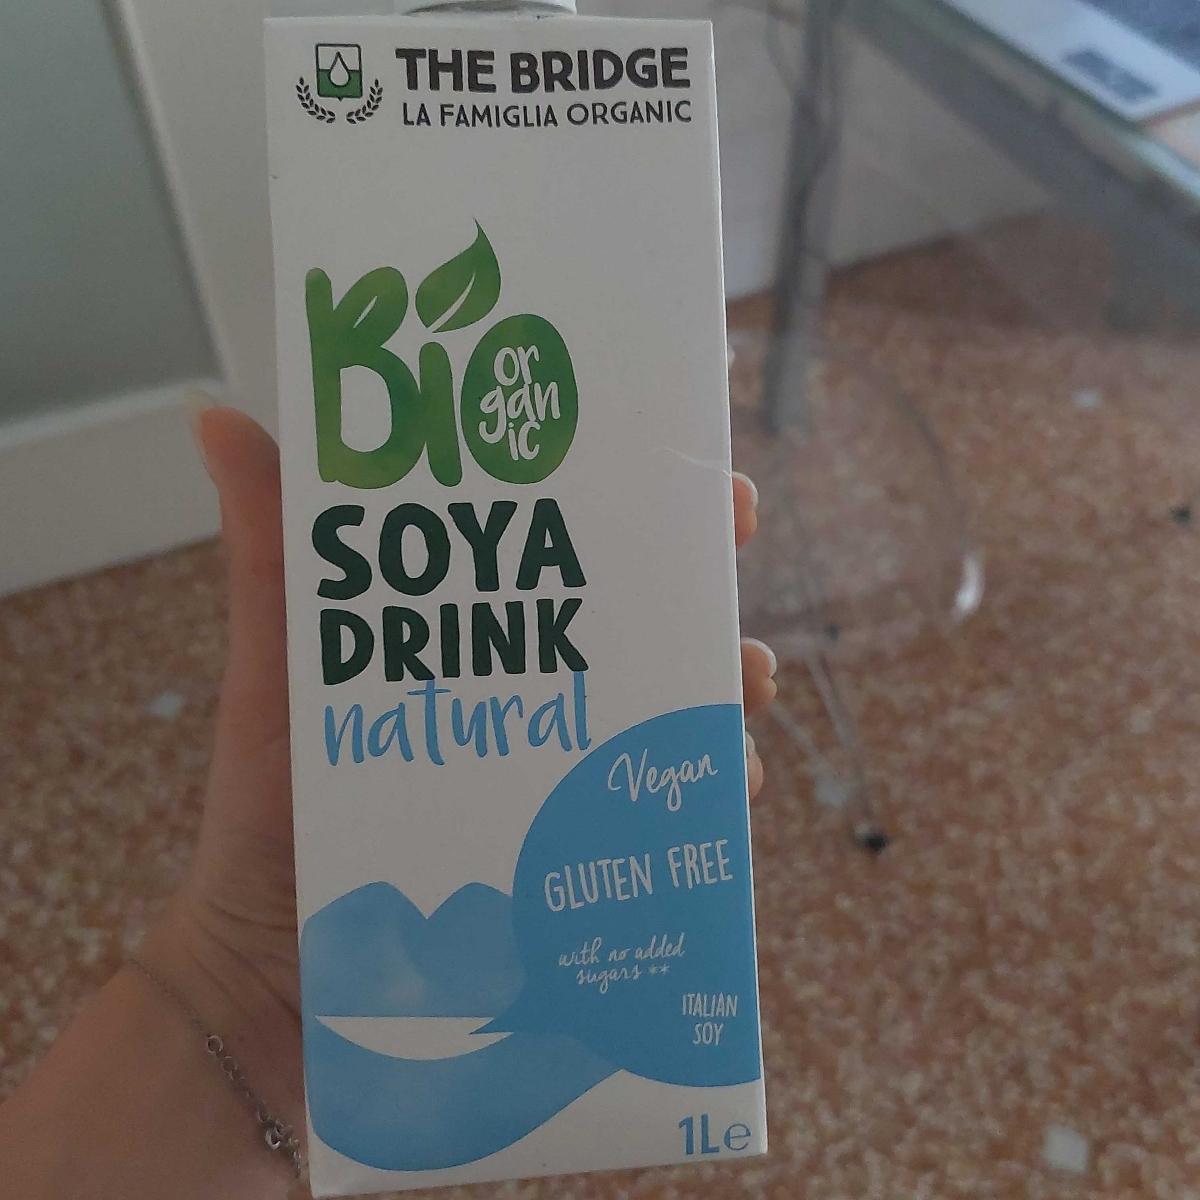 THE BRIDGE
LA FAMIGLIA ORGANIC
Bio
or
gan
ic
SOYA
DRINK
natural
Vegan
GLUTEN FREE
with no added
sugars **
ITALIAN
SOY
1L e